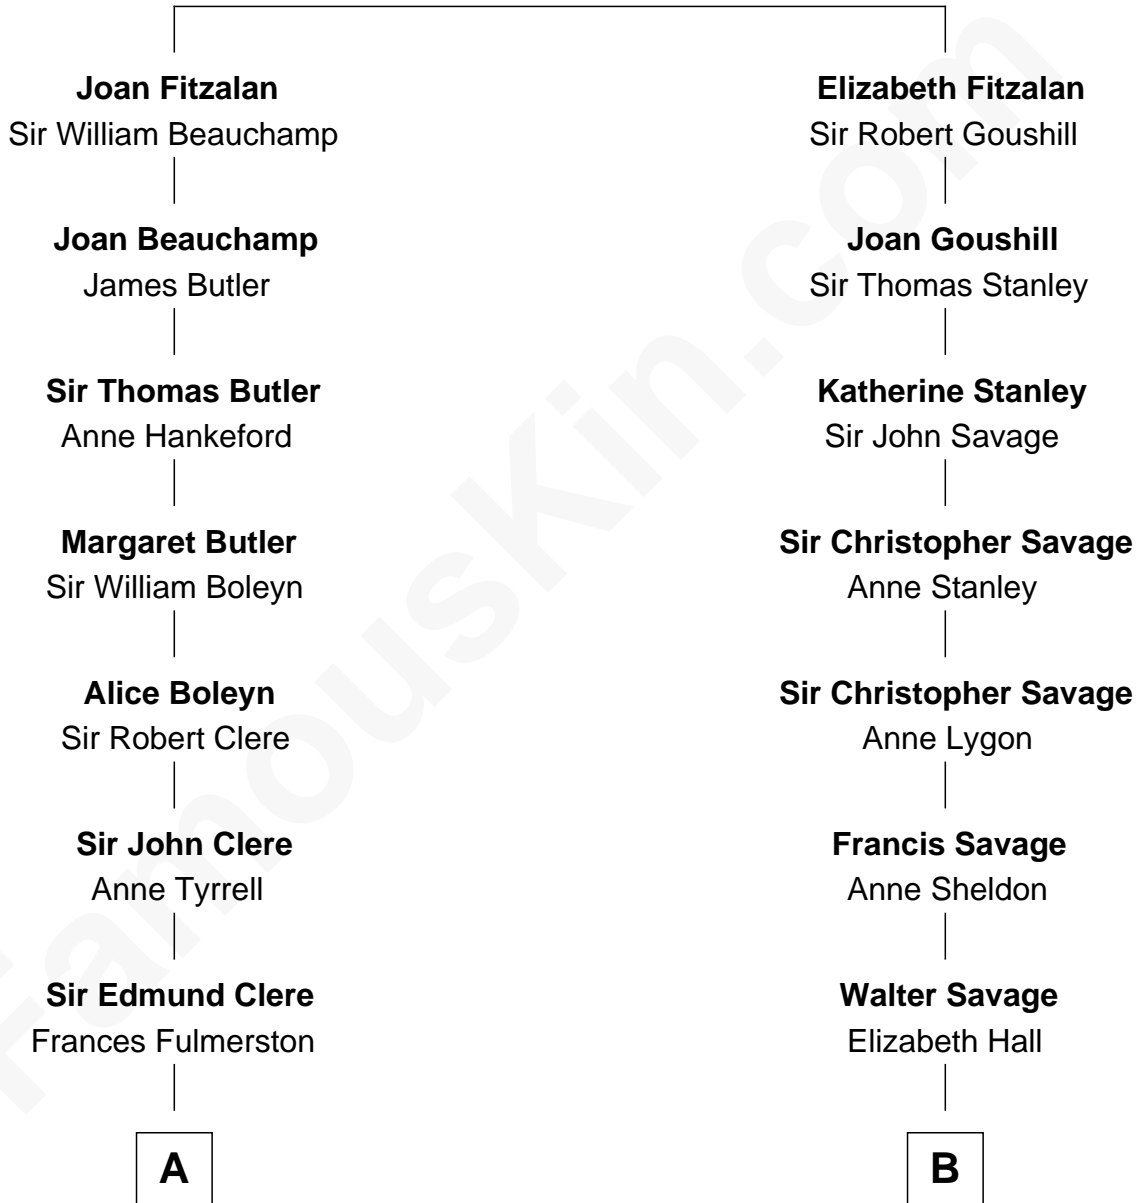 Joan Fitzalan
Sir William Beauchamp
Joan Beauchamp
James Butler
Sir Thomas Butler
Anne Hankeford
Margaret Butler
Sir William Boleyn
Alice Boleyn
Sir Robert Clere
Sir John Clere
Anne Tyrrell
Sir Edmund Clere
Frances Fulmerston
A
Elizabeth Fitzalan
Sir Robert Goushill
Joan Goushill
Sir Thomas Stanley
Katherine Stanley
Sir John Savage
Sir Christopher Savage
Anne Stanley
Sir Christopher Savage
Anne Lygon
Francis Savage
Anne Sheldon
Walter Savage
Elizabeth Hall
B
FamousKin.com